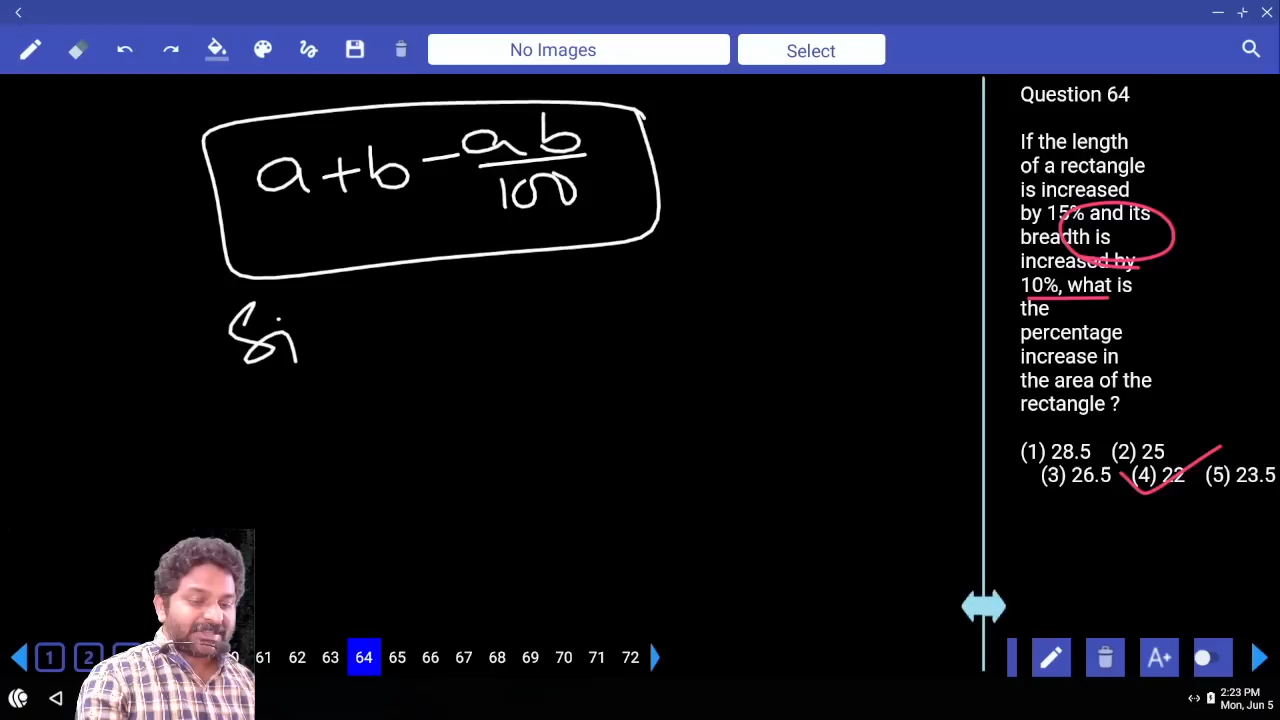 No Images
Select
a+b-ab/100
Si
Question 64
If the length
of a rectangle
is increased
by 15% and its
breadth is
increased by
10%, what is
the
percentage
increase in
the area of the
rectangle ?
(1) 28.5 (2) 25
(3) 26.5 (4) 22 (5) 23.5
1 2 61 62 63 64 65 66 67 68 69 70 71 72
A+
2:23 PM
Mon, Jun 5